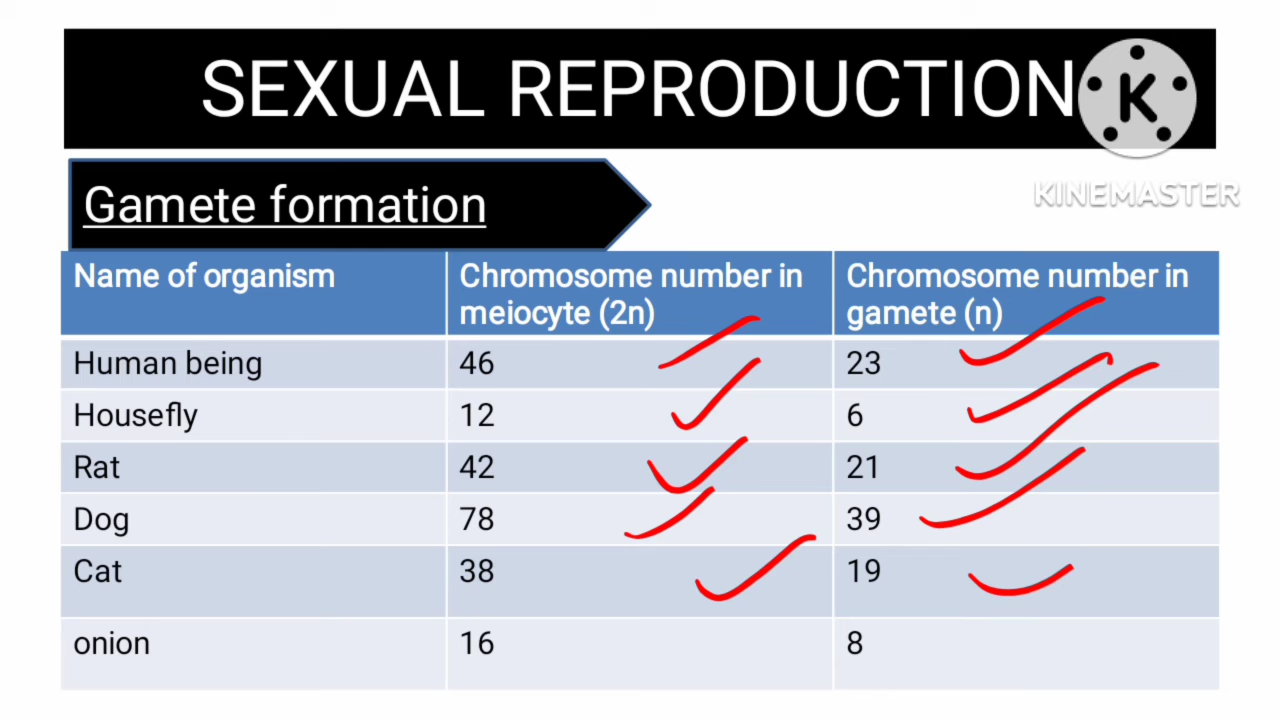 SEXUAL REPRODUCTION
K
KINEMASTER
Gamete formation
Name of organism Chromosome number in meiocyte (2n) Chromosome number in gamete (n)
Human being 46 23
Housefly 12 6
Rat 42 21
Dog 78 39
Cat 38 19
onion 16 8